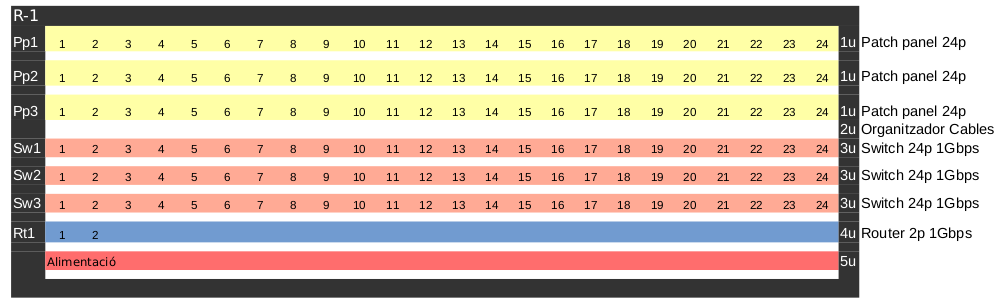 R-1
Pp1 1 2 3 4 5 6 7 8 9 10 11 12 13 14 15 16 17 18 19 20 21 22 23 24 1u Patch panel 24p
Pp2 1 2 3 4 5 6 7 8 9 10 11 12 13 14 15 16 17 18 19 20 21 22 23 24 1u Patch panel 24p
Pp3 1 2 3 4 5 6 7 8 9 10 11 12 13 14 15 16 17 18 19 20 21 22 23 24 1u Patch panel 24p
2u Organitzador Cables
Sw1 1 2 3 4 5 6 7 8 9 10 11 12 13 14 15 16 17 18 19 20 21 22 23 24 3u Switch 24p 1Gbps
Sw2 1 2 3 4 5 6 7 8 9 10 11 12 13 14 15 16 17 18 19 20 21 22 23 24 3u Switch 24p 1Gbps
Sw3 1 2 3 4 5 6 7 8 9 10 11 12 13 14 15 16 17 18 19 20 21 22 23 24 3u Switch 24p 1Gbps
Rt1 1 2 4u Router 2p 1Gbps
Alimentació 5u